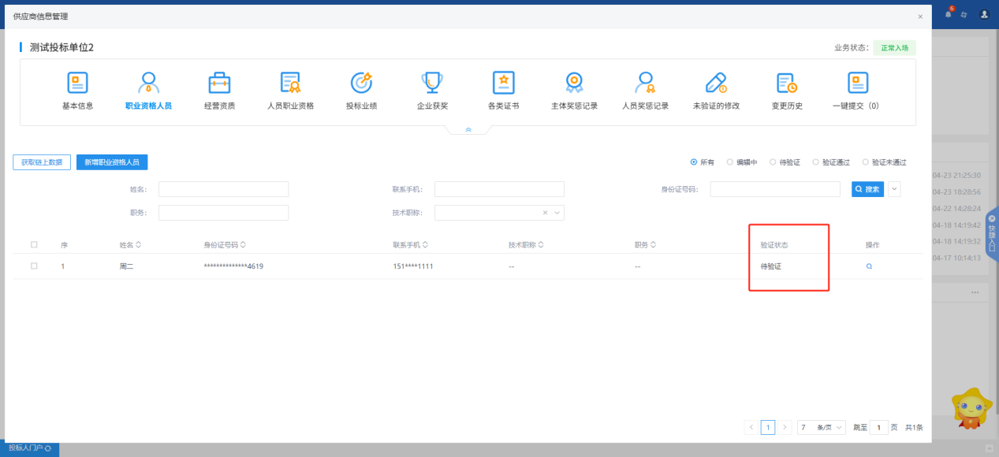 供应商信息管理
×
6
测试投标单位2
业务状态： 正常入场
基本信息 职业资格人员 经营资质 人员职业资格 投标业绩 企业获奖 各类证书 主体奖惩记录 人员奖惩记录 未验证的修改 变更历史 一键提交（0）
获取链上数据 新增职业资格人员 所有 编辑中 待验证 验证通过 验证未通过
姓名： 联系手机： 身份证号码： 搜索
职务： 技术职称：
序 姓名 身份证号码 联系手机 技术职称 职务 验证状态 操作
1 周二 **************4619 151****1111 -- -- 待验证
04-23 21:25:30
04-23 18:28:56
04-22 14:28:24
04-18 14:19:42
04-18 14:19:32
04-17 10:14:13
快捷入口
1 7 条/页 跳至 1 页 共1条
投标人门户